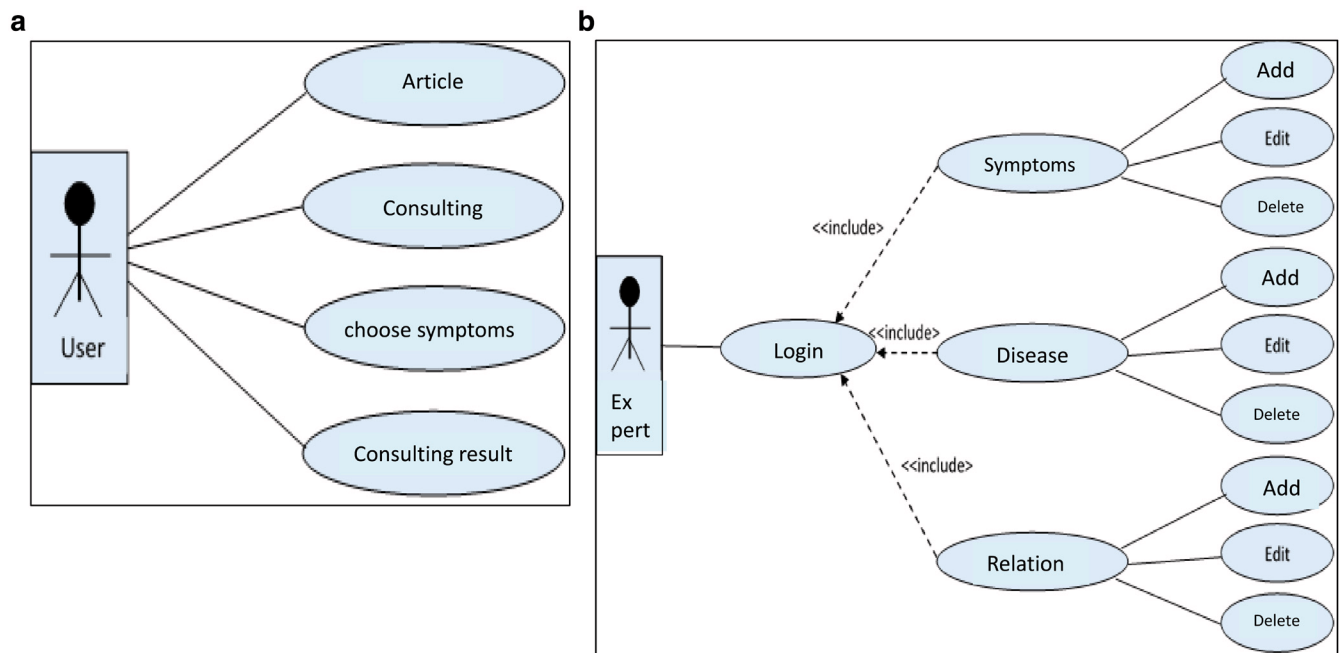 a
Article
Consulting
choose symptoms
Consulting result
User
b
Add
Edit
Delete
Symptoms
<<include>>
Add
Edit
Delete
<<include>>
Disease
Login
Ex
pert
<<include>>
Add
Edit
Delete
Relation